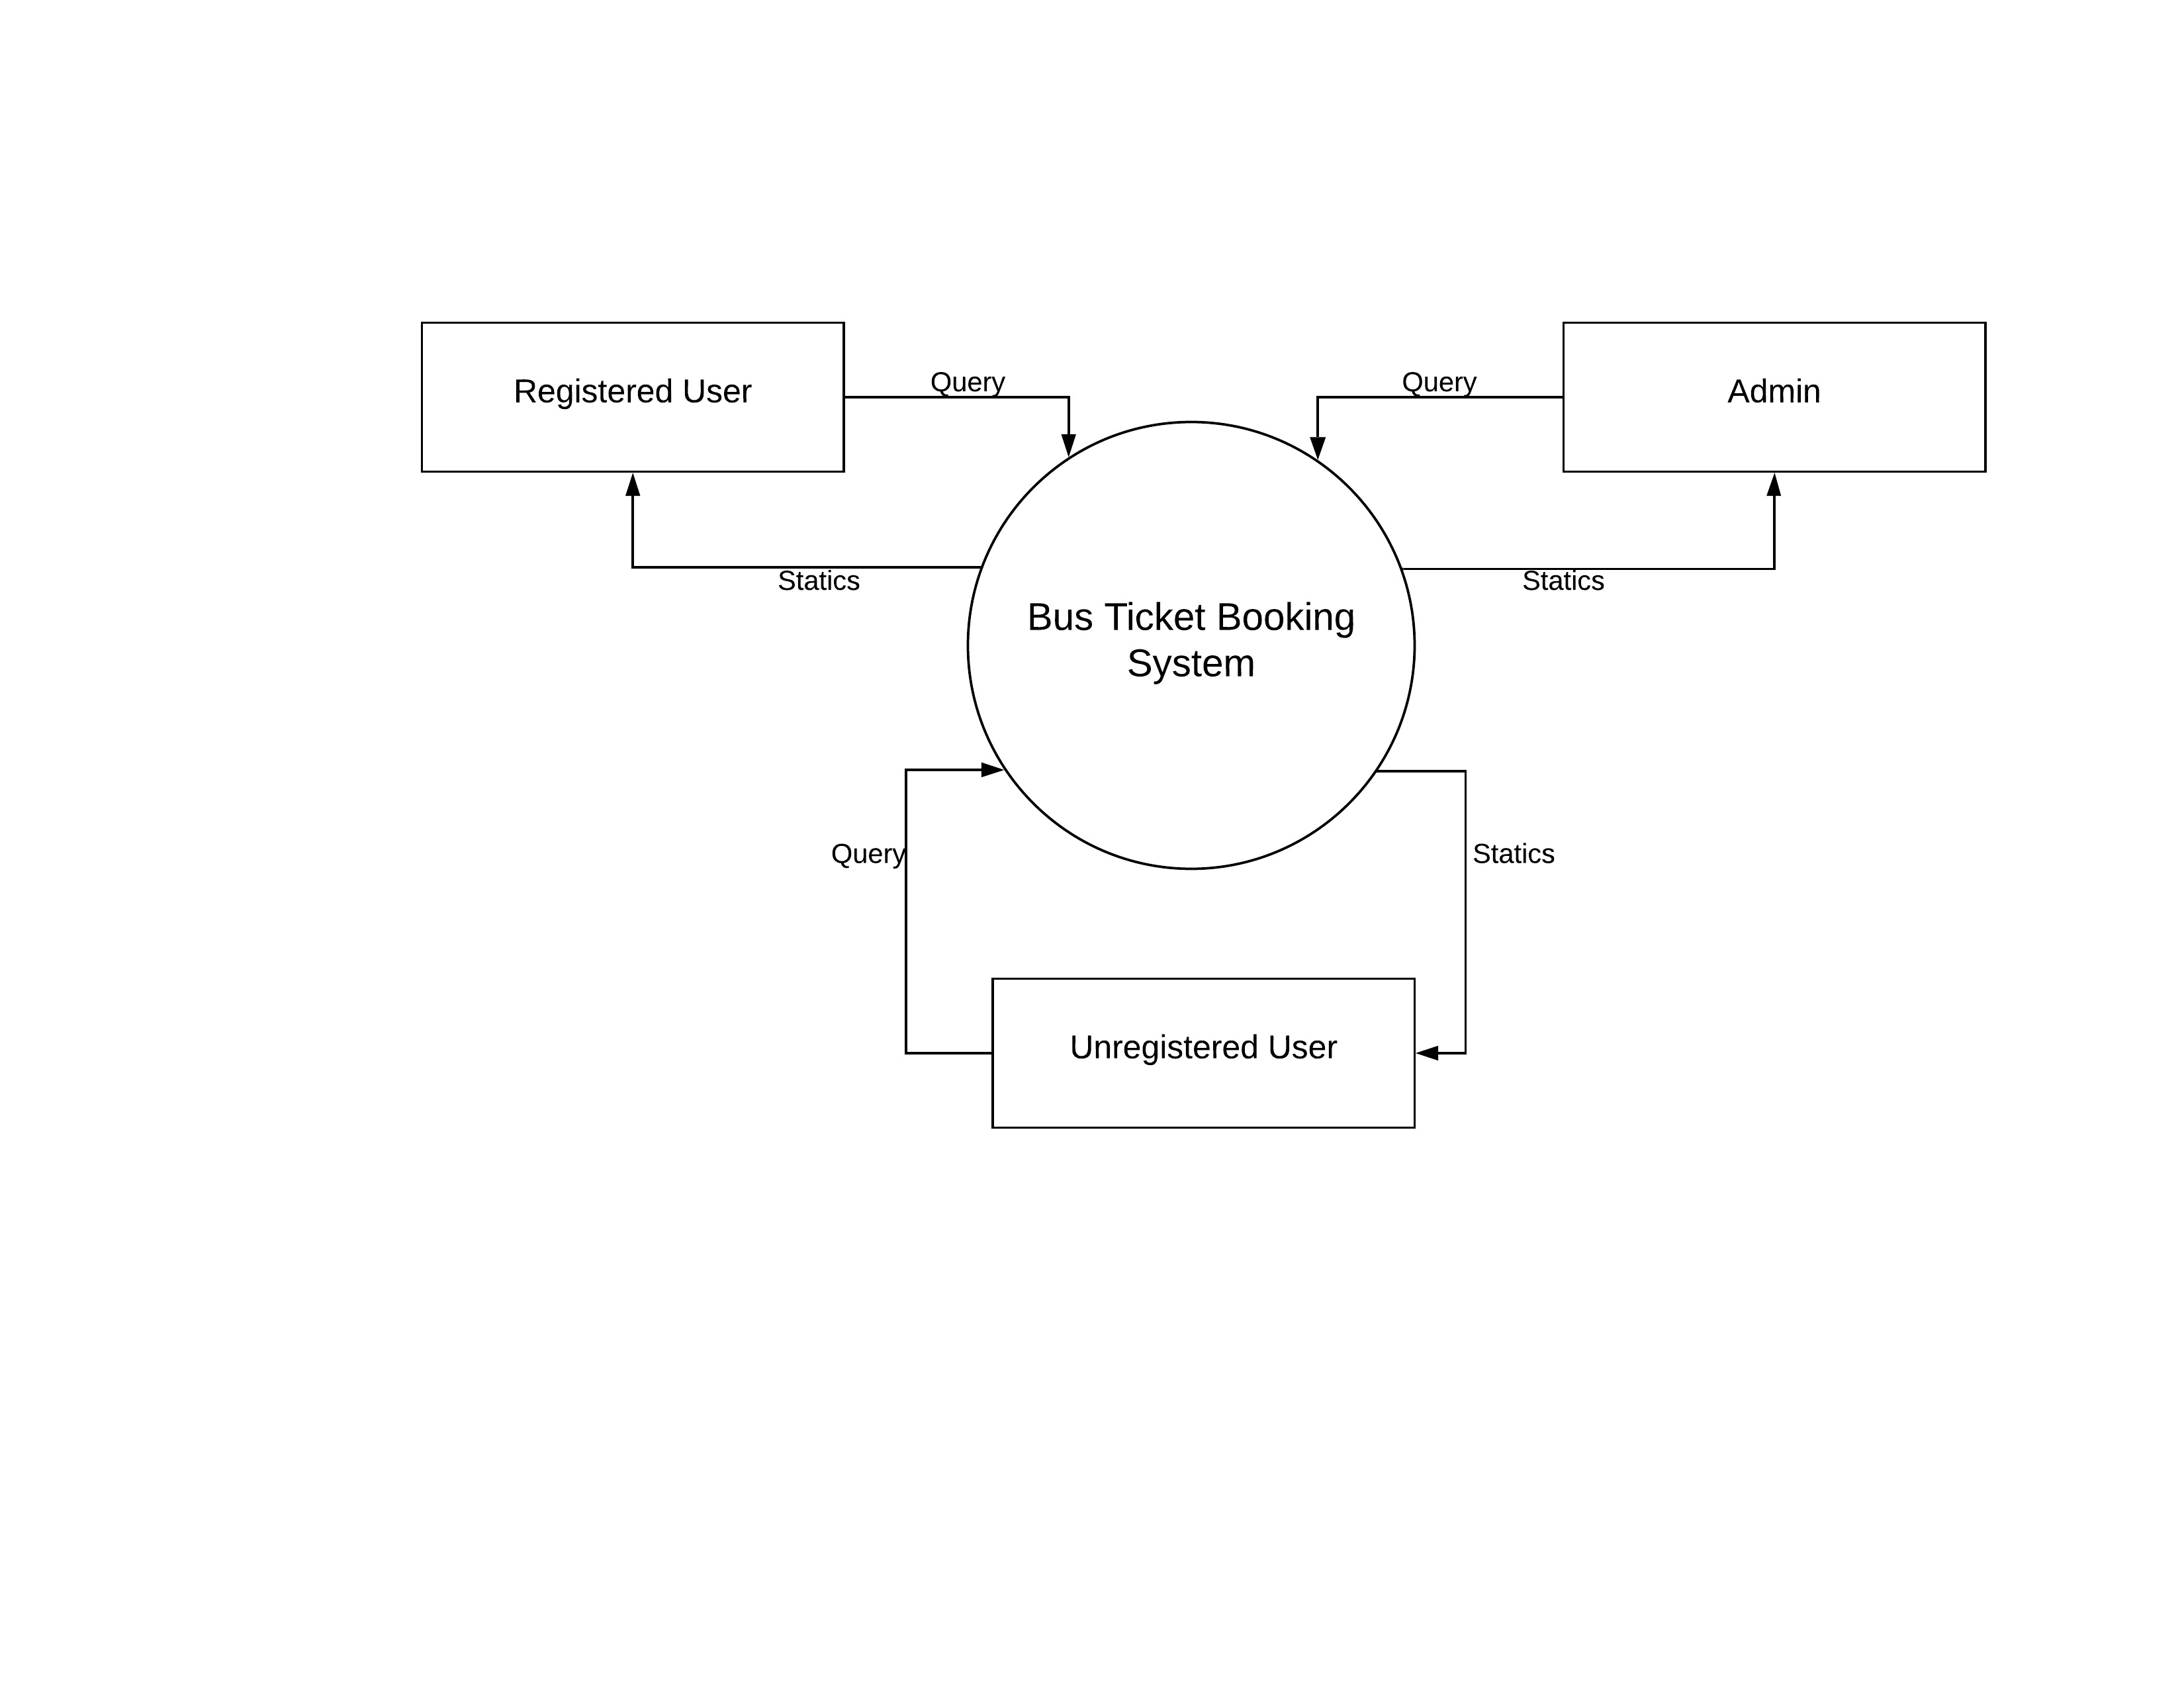 Registered User
Query
Query
Admin
Statics
Statics
Bus Ticket Booking
System
Query
Statics
Unregistered User